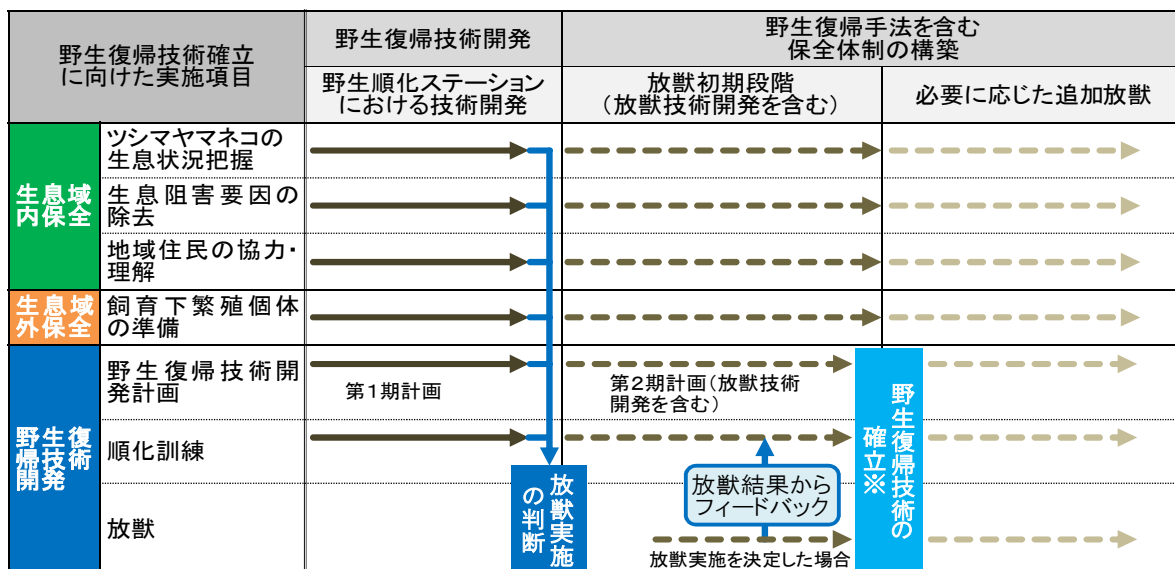 野生復帰技術確立
に向けた実施項目
野生復帰技術開発
野生復帰手法を含む
保全体制の構築
野生順化ステーション
における技術開発
放獣初期段階
（放獣技術開発を含む）
必要に応じた追加放獣
生息域
内保全
ツシマヤマネコの
生息状況把握
生息阻害要因の
除去
地域住民の協力・
理解
生息域
外保全
飼育下繁殖個体
の準備
野生復
帰技術
開発
野生復帰技術開
発計画
第１期計画
第２期計画（放獣技術
開発を含む）
順化訓練
放獣
放獣実施
の判断
放獣結果から
フィードバック
放獣実施を決定した場合
野生復帰技術の
確立※